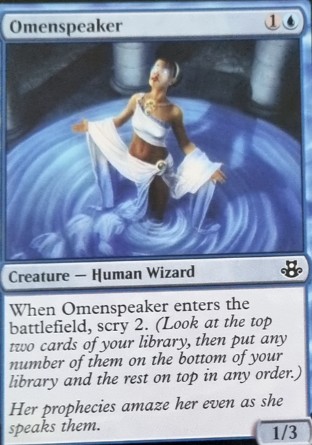 Omenspeaker 1
Creature — Human Wizard
When Omenspeaker enters the
battlefield, scry 2. (Look at the top
two cards of your library, then put any
number of them on the bottom of your
library and the rest on top in any order.)
Her prophecies amaze her even as she
speaks them.
1/3